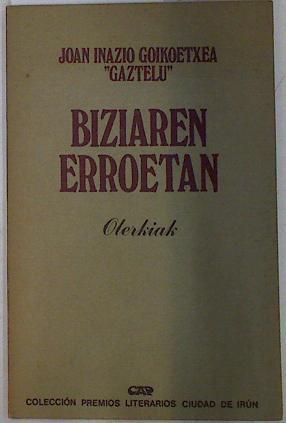 JOAN INAZIO GOIKOETXEA
"GAZTELU"
BIZIAREN
ERROETAN
Olerkiak
CAP
COLECCIÓN PREMIOS LITERARIOS CIUDAD DE IRÚN